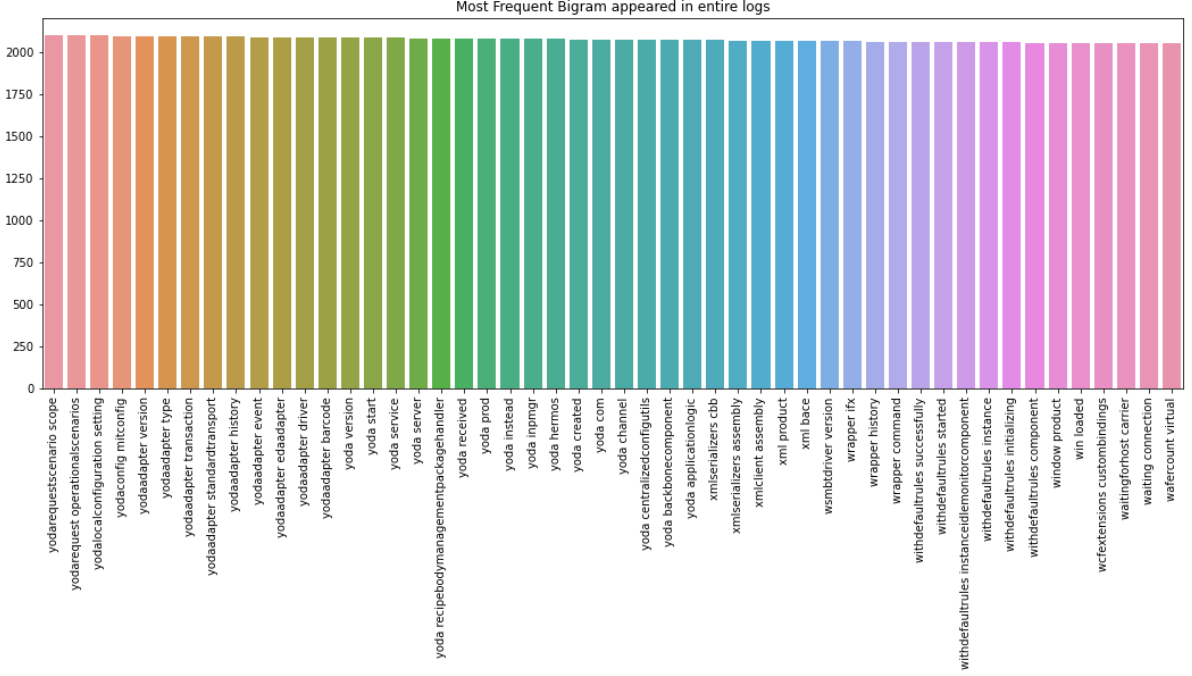 Most Frequent Bigram appeared in entire logs
2000
1750
1500
1250
1000
750
500
250
0
yodarequestscenario scope
yodarequest operationalscenarios
yodalocalconfiguration setting
yodaconfig mitconfig
yodaadapter version
yodaadapter type
yodaadapter transaction
yodaadapter standardtransport
yodaadapter history
yodaadapter event
yodaadapter edaadapter
yodaadapter driver
yodaadapter barcode
yoda version
yoda start
yoda service
yoda server
yoda recipebodymanagementpackagehandler
yoda received
yoda prod
yoda instead
yoda inpmgr
yoda hermos
yoda created
yoda com
yoda channel
yoda centralizedconfigutils
yoda backbonecomponent
yoda applicationlogic
xmlserializers cbb
xmlserializers assembly
xmlclient assembly
xml product
xml bace
wsmbtdriver version
wrapper ifx
wrapper history
wrapper command
withdefaultrules successfully
withdefaultrules started
withdefaultrules instanceidlemonitorcomponent
withdefaultrules instance
withdefaultrules initializing
withdefaultrules component
window product
win loaded
wcfextensions custombindings
waitingforhost carrier
waiting connection
wafercount virtual